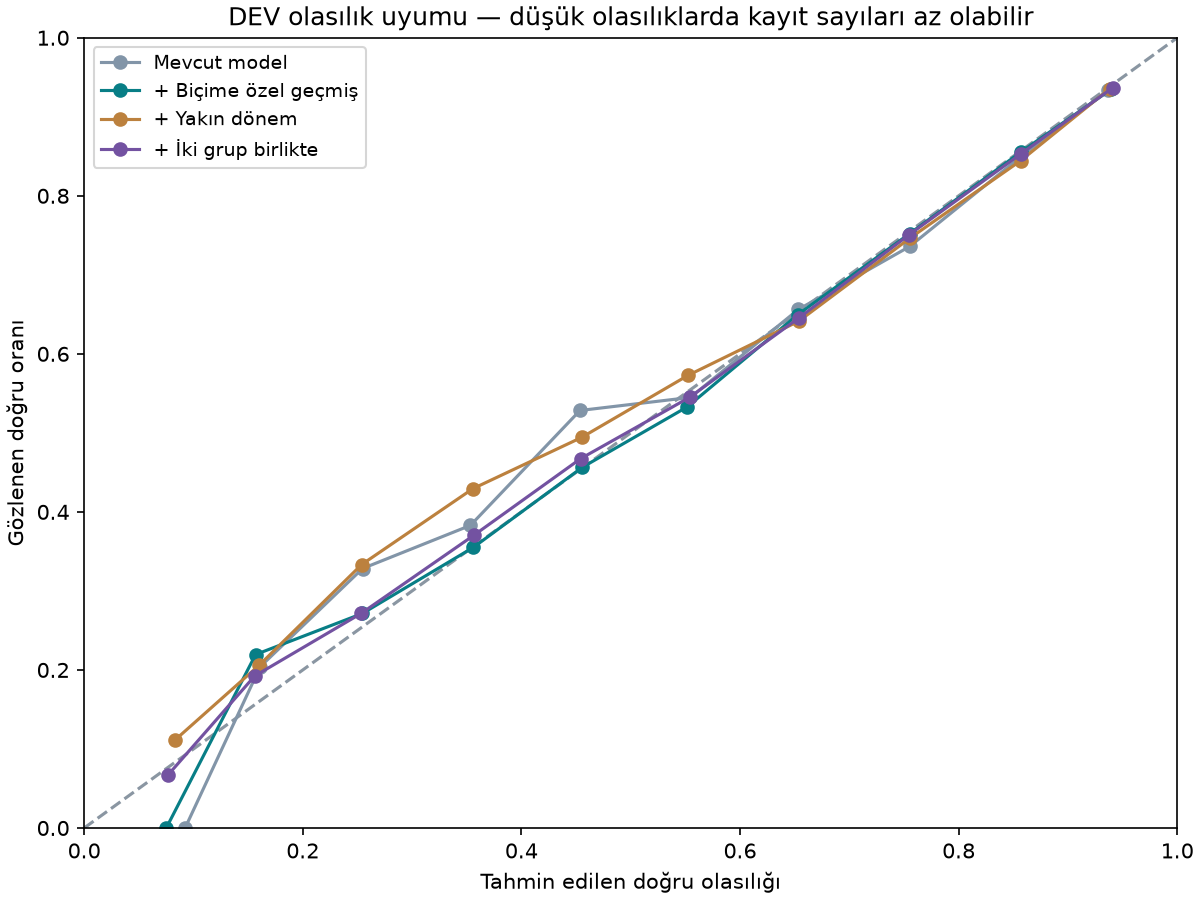 DEV olasılık uyumu — düşük olasılıklarda kayıt sayıları az olabilir
Mevcut model
+ Biçime özel geçmiş
+ Yakın dönem
+ İki grup birlikte
Gözlenen doğru oranı
1.0
0.8
0.6
0.4
0.2
0.0
0.0 0.2 0.4 0.6 0.8 1.0
Tahmin edilen doğru olasılığı